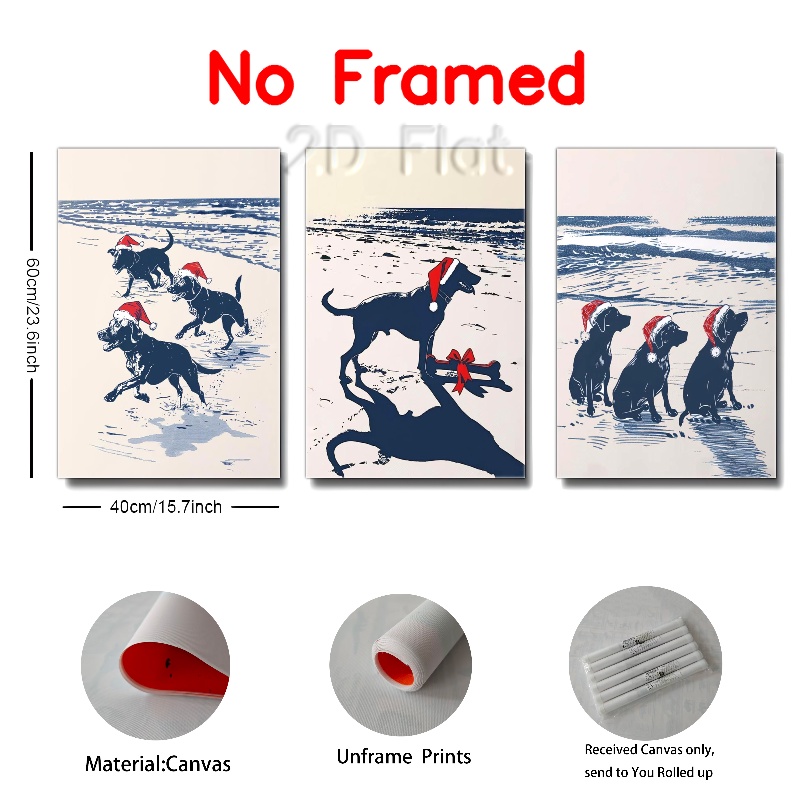 No Framed
2D Flat
60cm/23.6inch
40cm/15.7inch
Material:Canvas
Unframe Prints
Received Canvas only,
send to You Rolled up